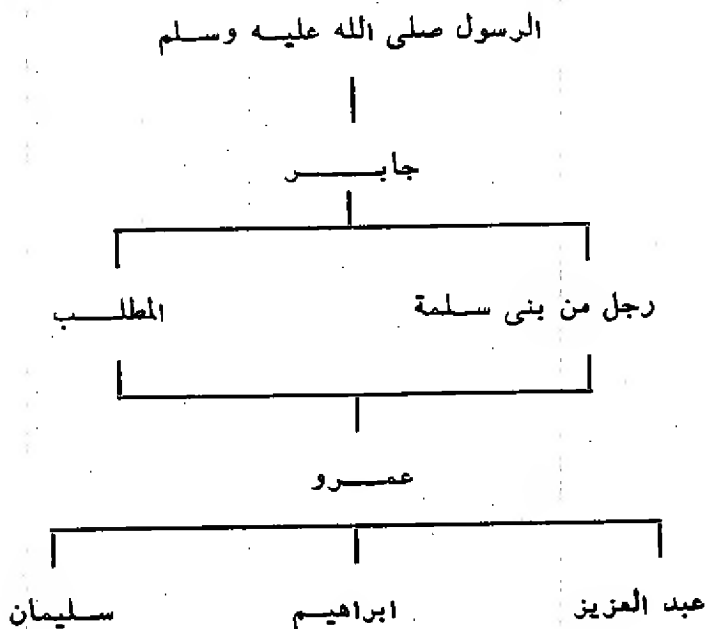 الرسول صلى الله عليه وسلم
جابر
رجل من بنى سلمة المطلب
عمرو
عبد العزيز ابراهيم سليمان